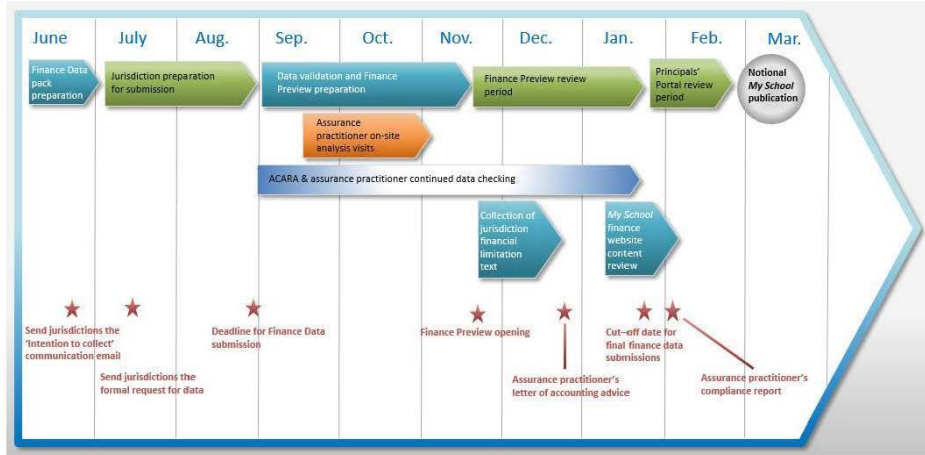 June
July
Aug.
Sep.
Oct.
Nov.
Dec.
Jan.
Feb.
Mar.
Finance Data
pack
preparation
Jurisdiction preparation
for submission
Data validation and Finance
Preview preparation
Finance Preview review
period
Principals'
Portal review
period
Notional
My School
publication
Assurance
practitioner on-site
analysis visits
ACARA & assurance practitioner continued data checking
Collection of
jurisdiction
financial
limitation
text
My School
finance
website
content
review
Send jurisdictions the
'Intention to collect'
communication email
Send jurisdictions the
formal request for data
Deadline for Finance Data
submission
Finance Preview opening
Assurance practitioner's
letter of accounting advice
Cut–off date for
final finance data
submissions
Assurance practitioner's
compliance report